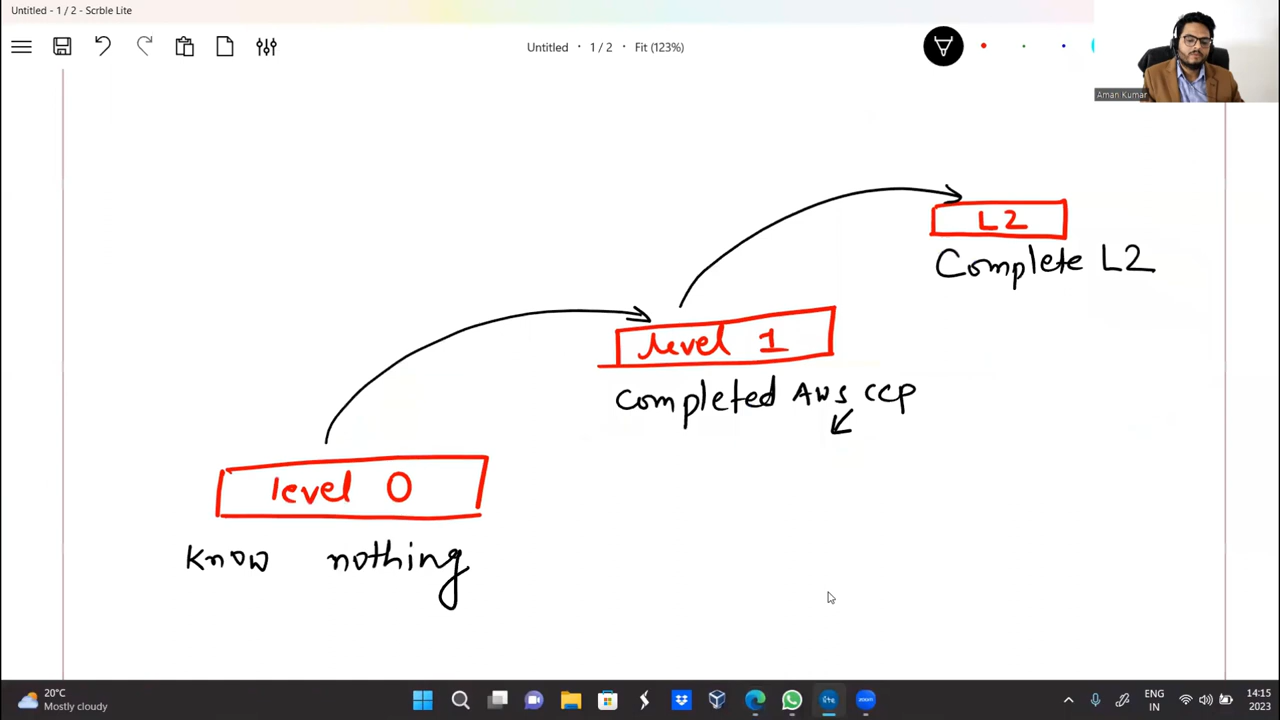 Untitled - 1 / 2 - Scrble Lite
Untitled • 1 / 2 • Fit (123%)
Aman Kumar
L2
Complete L2
level 1
Completed AWS CCP
level 0
Know nothing
20°C
Mostly cloudy
zoom
ENG
IN
14:15
2023